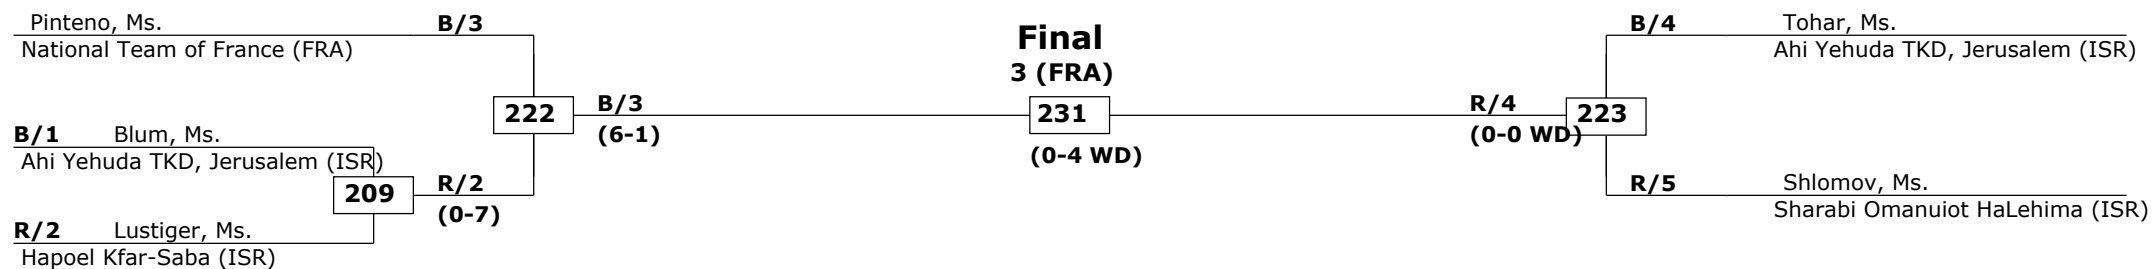 Pinteno, Ms.
B/3
National Team of France (FRA)
B/1 Blum, Ms.
Ahi Yehuda TKD, Jerusalem (ISR)
209
R/2 Lustiger, Ms.
Hapoel Kfar-Saba (ISR)
R/2
(0-7)
222
B/3
(6-1)
Final
3 (FRA)
231
(0-4 WD)
R/4
(0-0 WD)
223
B/4
Tohar, Ms.
Ahi Yehuda TKD, Jerusalem (ISR)
R/5
Shlomov, Ms.
Sharabi Omanuiot HaLehima (ISR)